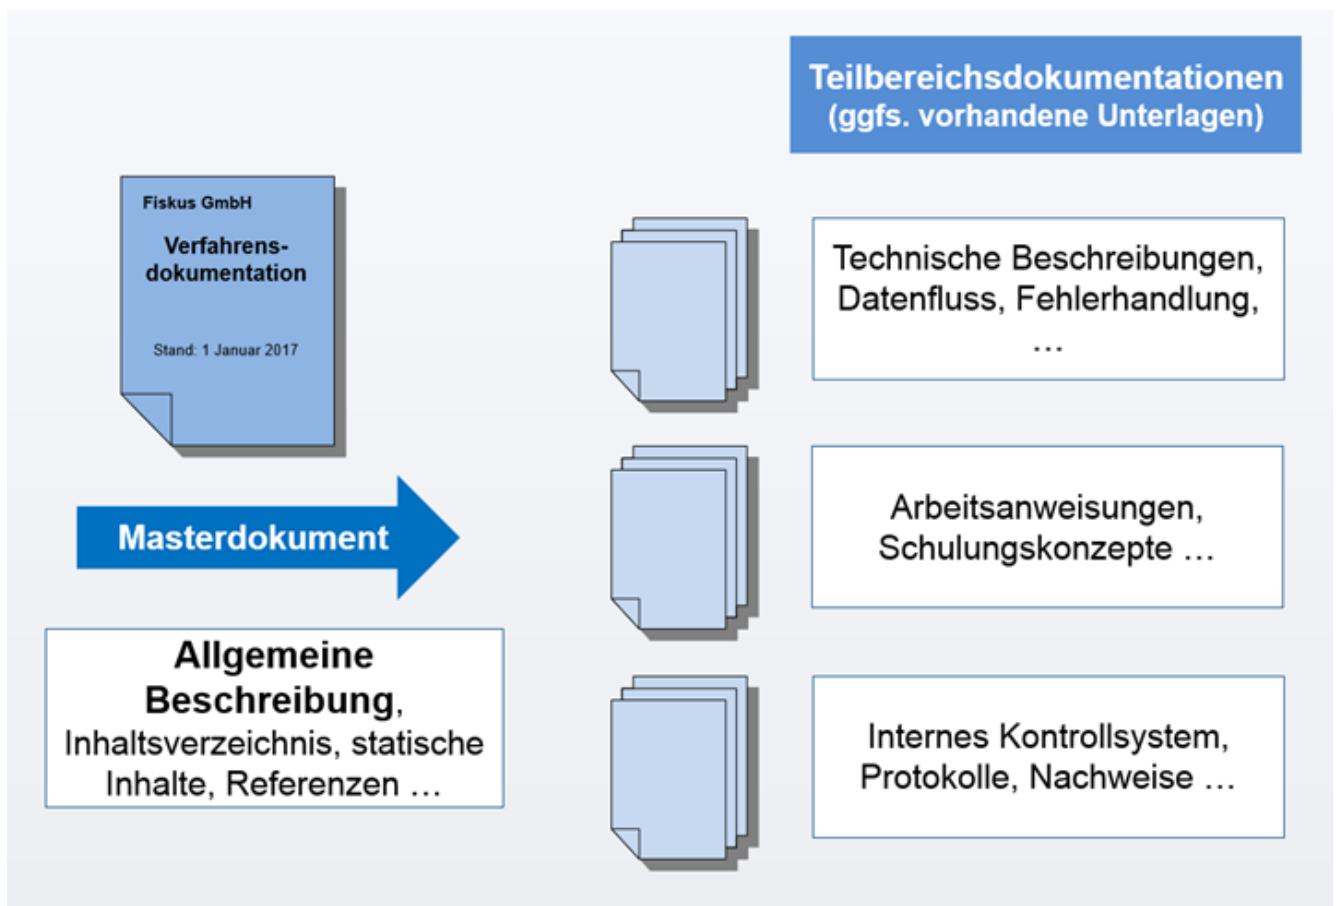 Teilbereichsdokumentationen
(ggfs. vorhandene Unterlagen)
Fiskus GmbH
Verfahrens-
dokumentation
Stand: 1 Januar 2017
Masterdokument
Allgemeine
Beschreibung,
Inhaltsverzeichnis, statische
Inhalte, Referenzen …
Technische Beschreibungen,
Datenfluss, Fehlerhandlung,
…
Arbeitsanweisungen,
Schulungskonzepte …
Internes Kontrollsystem,
Protokolle, Nachweise …